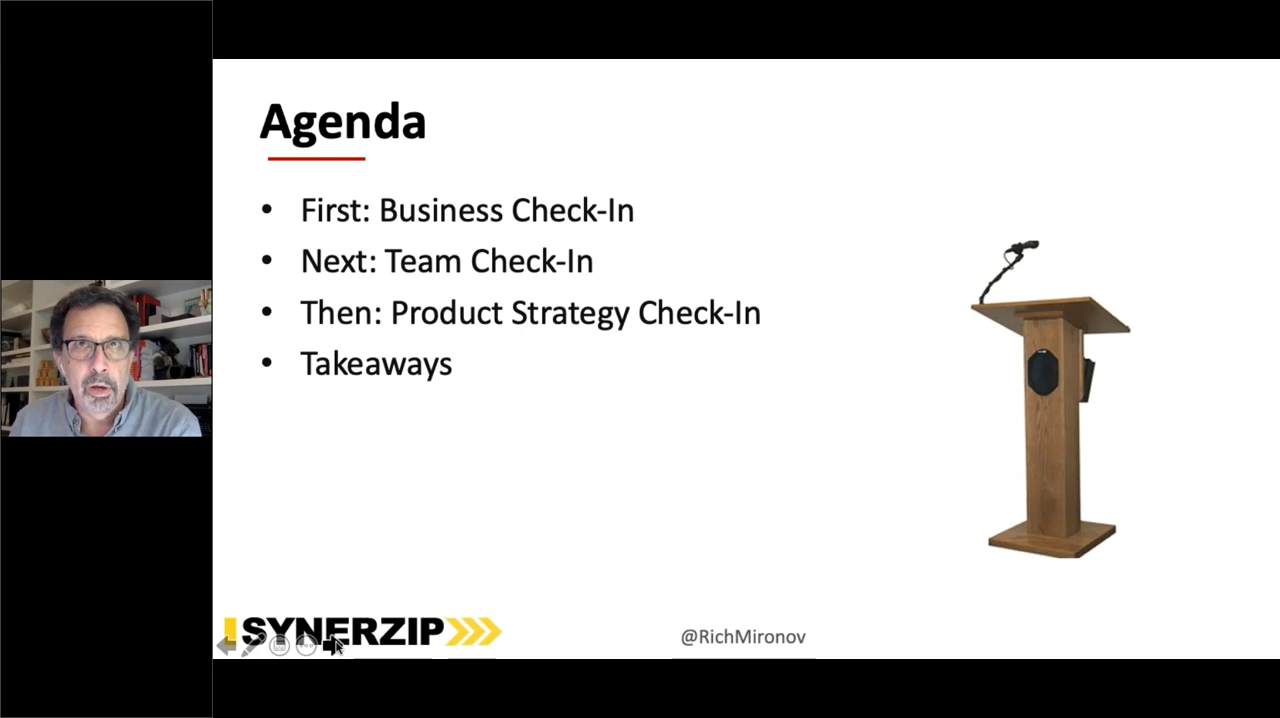 Agenda
• First: Business Check-In
• Next: Team Check-In
• Then: Product Strategy Check-In
• Takeaways
SYNERZIP
@RichMironov